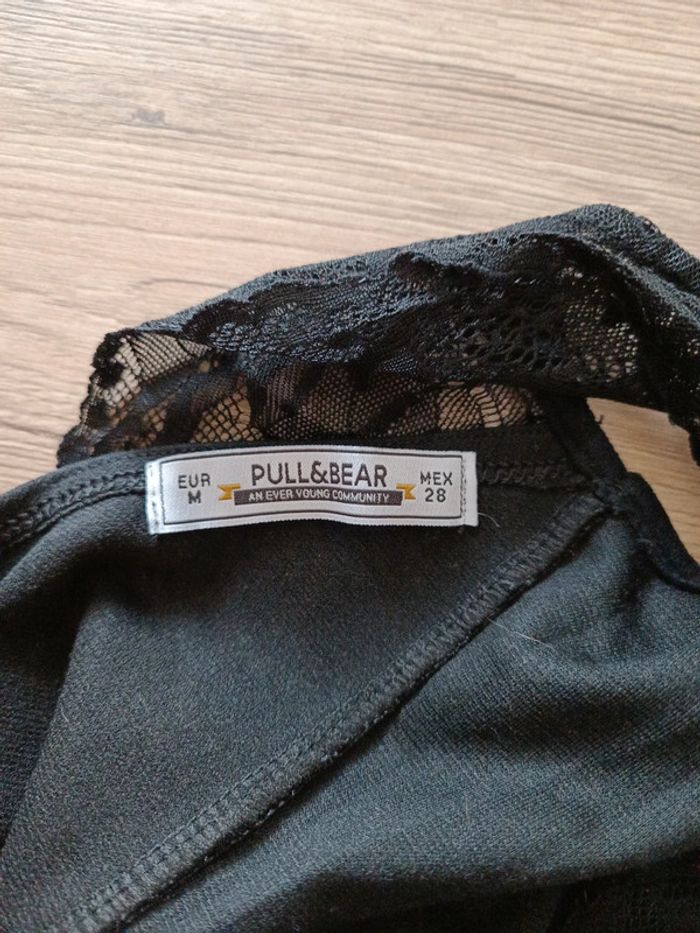 EUR M
PULL&BEAR
AN EVER YOUNG COMMUNITY
MEX 28